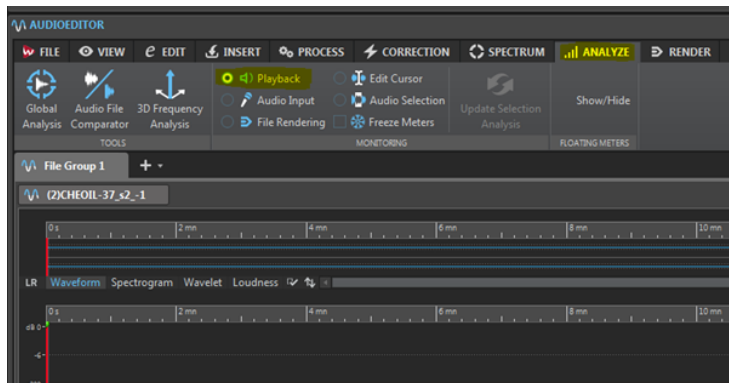 AUDIOEDITOR
FILE VIEW EDIT INSERT PROCESS CORRECTION SPECTRUM ANALYZE RENDER
Global Analysis
Audio File Comparator
3D Frequency Analysis
TOOLS
Playback
Audio Input
File Rendering
Edit Cursor
Audio Selection
Freeze Meters
Update Selection Analysis
MONITORING
Show/Hide
FLOATING METERS
File Group 1 +
(2)CHEOIL-37_s2_-1
0 s 2 mn 4 mn 6 mn 8 mn 10 mn
LR Waveform Spectrogram Wavelet Loudness
0 s 2 mn 4 mn 6 mn 8 mn 10 mn
dB 0
-6